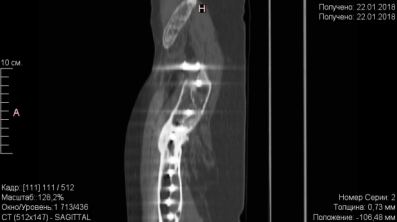 H
Получено: 22.01.2018
Получено: 22.01.2018
10 см.
A
Кадр: [111] 111 / 512
Масштаб: 128,2%
Окно/Уровень: 1 713/436
CT (512x147) - SAGITTAL
Номер Серии: 2
Толщина: 0,73 мм
Положение: -106,48 мм